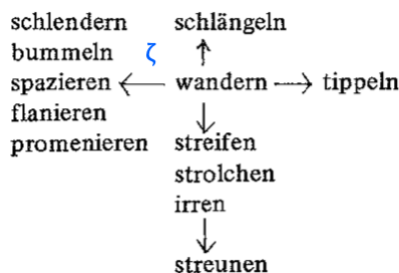 schlendern schlängeln
bummeln ζ
spazieren wandern tippeln
flanieren
promenieren streifen
strolchen
irren
streunen